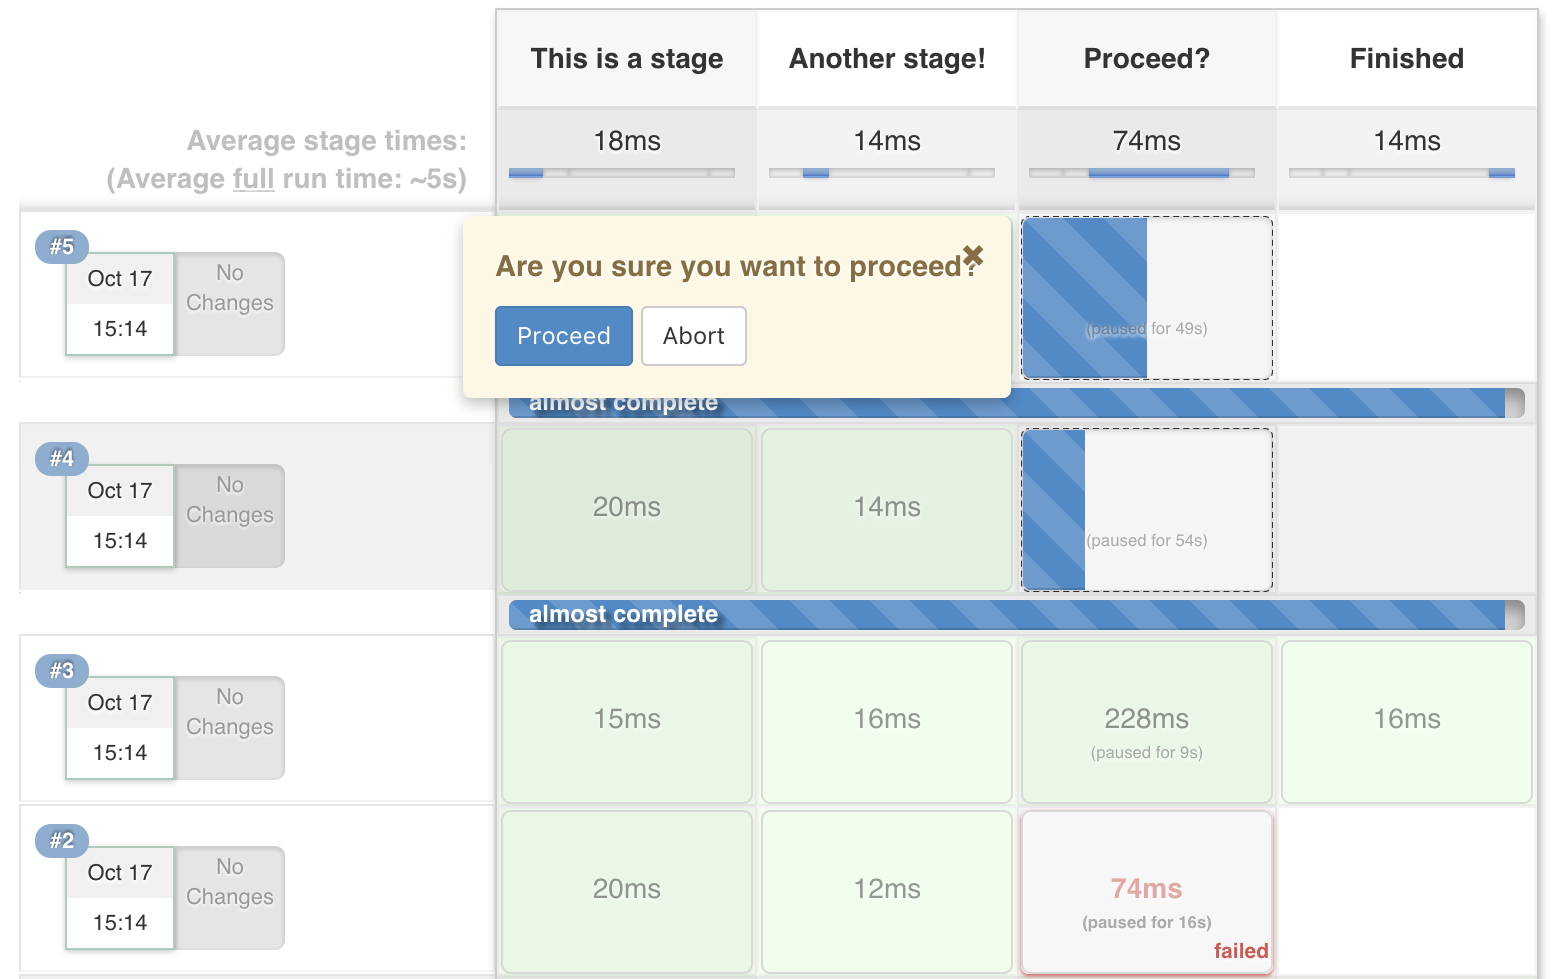 This is a stage
Another stage!
Proceed?
Finished
Average stage times:
(Average full run time: ~5s)
18ms
14ms
74ms
14ms
#5
Oct 17
15:14
No
Changes
Are you sure you want to proceed?
✖
Proceed
Abort
(paused for 49s)
almost complete
#4
Oct 17
15:14
No
Changes
20ms
14ms
(paused for 54s)
almost complete
#3
Oct 17
15:14
No
Changes
15ms
16ms
228ms
(paused for 9s)
16ms
#2
Oct 17
15:14
No
Changes
20ms
12ms
74ms
(paused for 16s)
failed